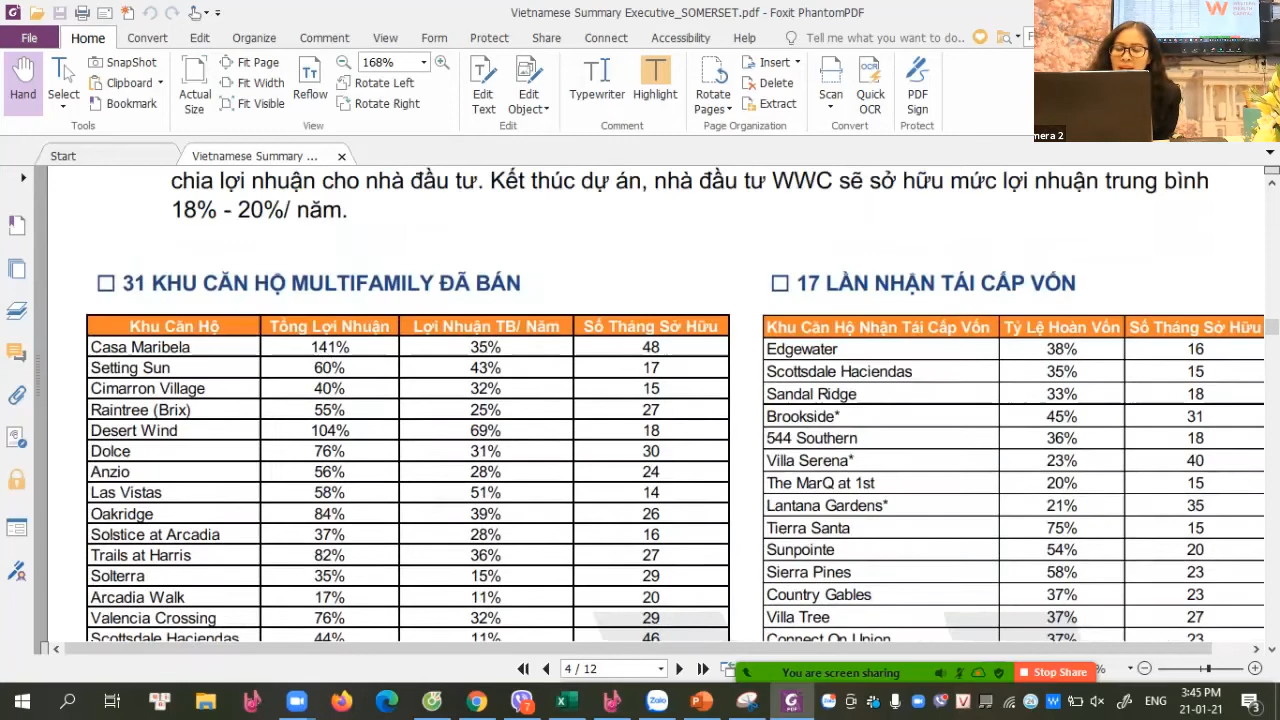 Vietnamese Summary Executive_SOMERSET.pdf - Foxit PhantomPDF
File Home Convert Edit Organize Comment View Form Protect Share Connect Accessibility Help Tell me what you want to do...
Hand
Select
SnapShot
Clipboard
Bookmark
Tools
Actual Size
Fit Page
Fit Width
Fit Visible
Reflow
168%
Rotate Left
Rotate Right
View
Edit Text
Edit Object
Edit
Typewriter
Highlight
Comment
Rotate Pages
Insert
Delete
Extract
Page Organization
Scan
Quick OCR
Convert
PDF Sign
Protect
W
mera 2
Start
Vietnamese Summary ...
chia lợi nhuận cho nhà đầu tư. Kết thúc dự án, nhà đầu tư WWC sẽ sở hữu mức lợi nhuận trung bình
18% - 20%/ năm.
31 KHU CĂN HỘ MULTIFAMILY ĐÃ BÁN
Khu Căn Hộ Tổng Lợi Nhuận Lợi Nhuận TB/ Năm Số Tháng Sở Hữu
Casa Maribela 141% 35% 48
Setting Sun 60% 43% 17
Cimarron Village 40% 32% 15
Raintree (Brix) 55% 25% 27
Desert Wind 104% 69% 18
Dolce 76% 31% 30
Anzio 56% 28% 24
Las Vistas 58% 51% 14
Oakridge 84% 39% 26
Solstice at Arcadia 37% 28% 16
Trails at Harris 82% 36% 27
Solterra 35% 15% 29
Arcadia Walk 17% 11% 20
Valencia Crossing 76% 32% 29
Scottsdale Haciendas 44% 11% 46
17 LẦN NHẬN TÁI CẤP VỐN
Khu Căn Hộ Nhận Tái Cấp Vốn Tỷ Lệ Hoàn Vốn Số Tháng Sở Hữu
Edgewater 38% 16
Scottsdale Haciendas 35% 15
Sandal Ridge 33% 18
Brookside* 45% 31
544 Southern 36% 18
Villa Serena* 23% 40
The MarQ at 1st 20% 15
Lantana Gardens* 21% 35
Tierra Santa 75% 15
Sunpointe 54% 20
Sierra Pines 58% 23
Country Gables 37% 23
Villa Tree 37% 27
Connect On Union 37% 23
4 / 12
You are screen sharing
Stop Share
ENG
3:45 PM
21-01-21